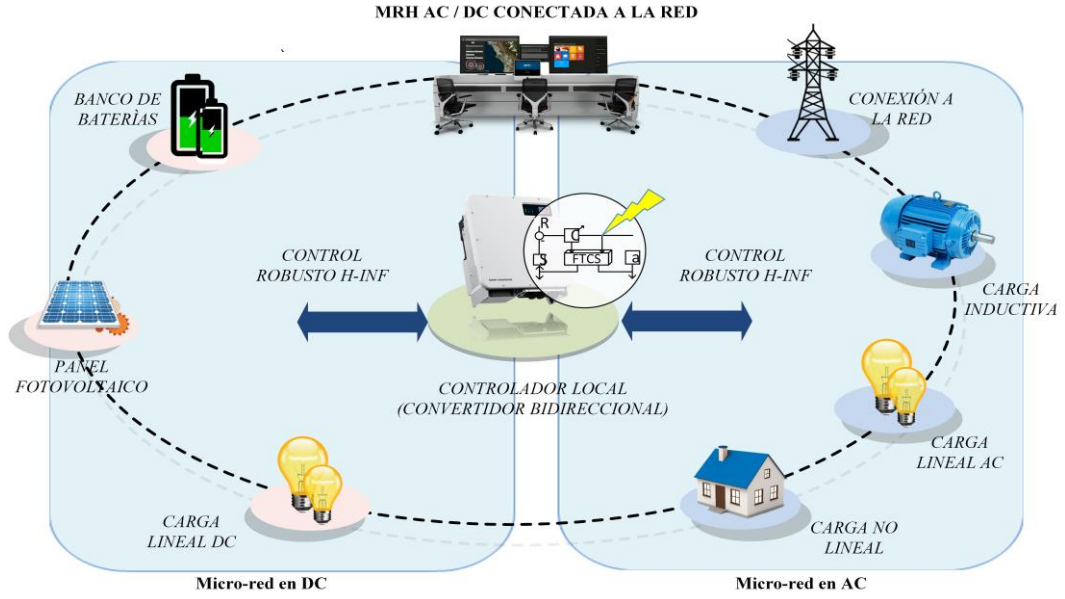 MRH AC / DC CONECTADA A LA RED
BANCO DE
BATERÌAS
CONEXIÓN A
LA RED
CONTROL
ROBUSTO H-INF
R
FTCS
a
CONTROL
ROBUSTO H-INF
CARGA
INDUCTIVA
PANEL
FOTOVOLTAICO
CONTROLADOR LOCAL
(CONVERTIDOR BIDIRECCIONAL)
CARGA
LINEAL AC
CARGA
LINEAL DC
CARGA NO
LINEAL
Micro-red en DC
Micro-red en AC